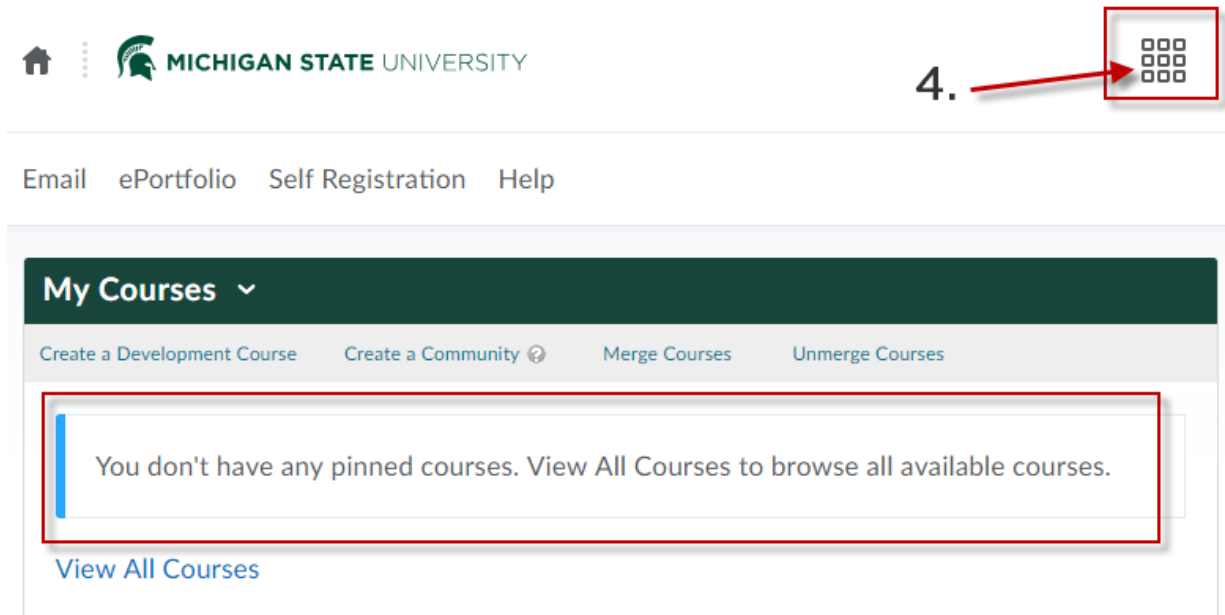 MICHIGAN STATE UNIVERSITY
4.
Email ePortfolio Self Registration Help
My Courses
Create a Development Course Create a Community ? Merge Courses Unmerge Courses
You don't have any pinned courses. View All Courses to browse all available courses.
View All Courses